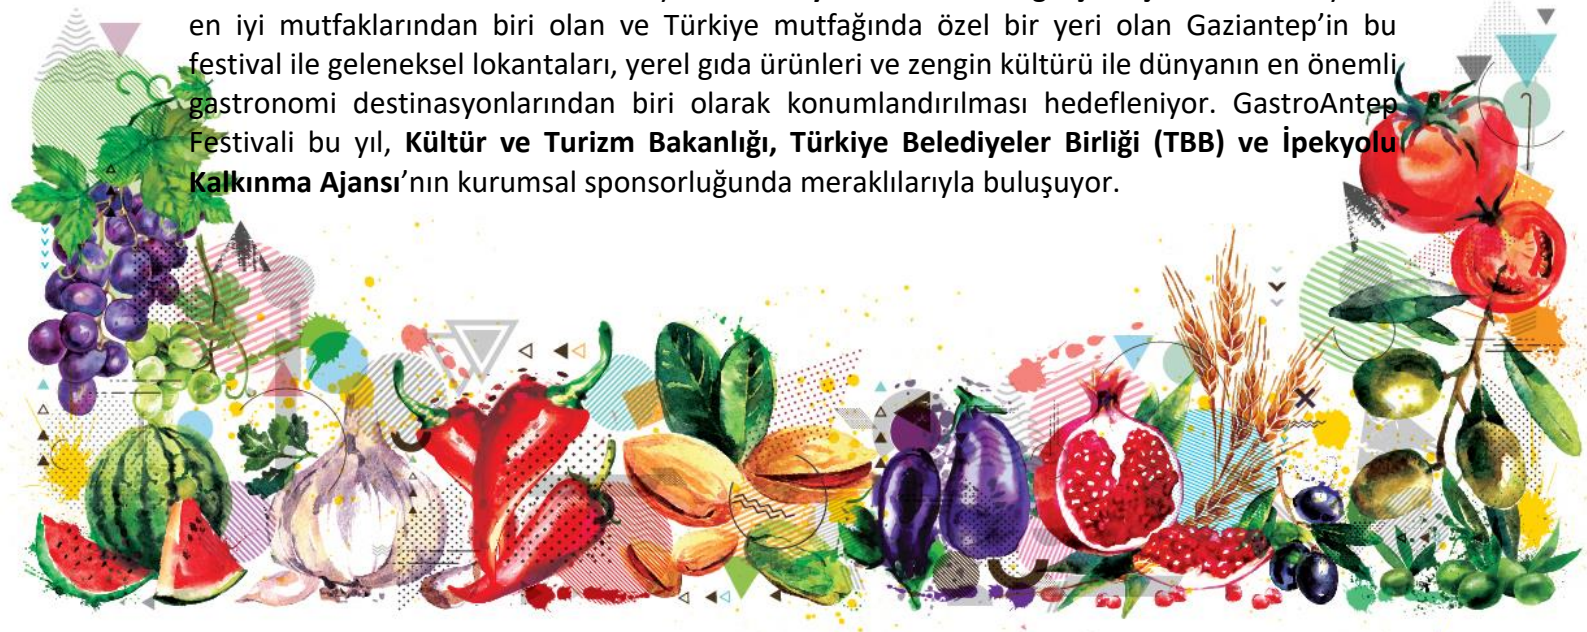 en iyi mutfaklarından biri olan ve Türkiye mutfağında özel bir yeri olan Gaziantep’in bu
festival ile geleneksel lokantaları, yerel gıda ürünleri ve zengin kültürü ile dünyanın en önemli
gastronomi destinasyonlarından biri olarak konumlandırılması hedefleniyor. GastroAntep
Festivali bu yıl, Kültür ve Turizm Bakanlığı, Türkiye Belediyeler Birliği (TBB) ve İpekyolu
Kalkınma Ajansı’nın kurumsal sponsorluğunda meraklılarıyla buluşuyor.